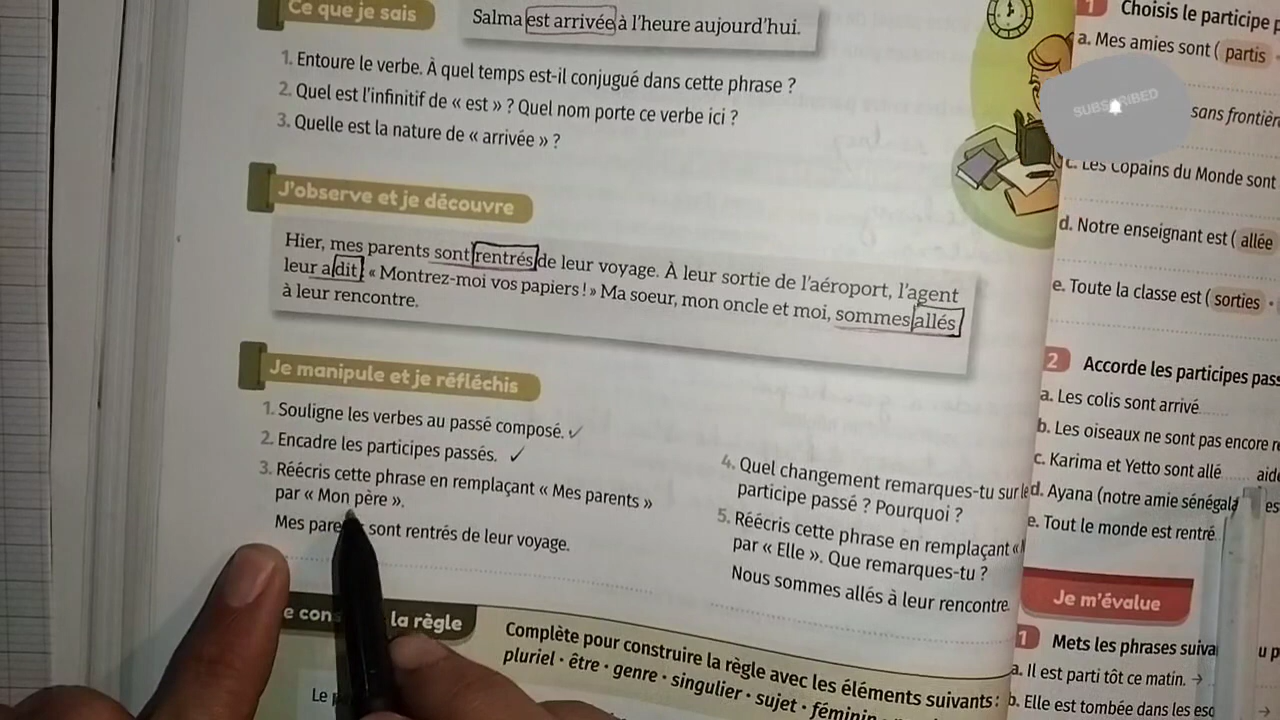 Ce que je sais
Salma est arrivée à l'heure aujourd'hui.
1. Entoure le verbe. À quel temps est-il conjugué dans cette phrase ?
2. Quel est l'infinitif de « est » ? Quel nom porte ce verbe ici ?
3. Quelle est la nature de « arrivée » ?
J'observe et je découvre
Hier, mes parents sont rentrés de leur voyage. À leur sortie de l'aéroport, l'agent
leur a dit : « Montrez-moi vos papiers ! » Ma soeur, mon oncle et moi, sommes allés
à leur rencontre.
Je manipule et je réfléchis
1. Souligne les verbes au passé composé. ✓
2. Encadre les participes passés. ✓
3. Réécris cette phrase en remplaçant « Mes parents »
par « Mon père ».
Mes sont rentrés de leur voyage.
4. Quel changement remarques-tu sur le
participe passé ? Pourquoi ?
5. Réécris cette phrase en remplaçant «
par « Elle ». Que remarques-tu ?
Nous sommes allés à leur rencontre.
la règle
Complète pour construire la règle avec les éléments suivants :
pluriel · être · genre · singulier · sujet · féminin
Le
1 Choisis le participe
a. Mes amies sont ( partis
SUBSCRIBED
sans
c. Les Copains du Monde sont
d. Notre enseignant est ( allée
e. Toute la classe est ( sorties ·
2 Accorde les participes
a. Les colis sont arrivé......
b. Les oiseaux ne sont pas encore
c. Karima et Yetto sont allé......
d. Ayana (notre amie
e. Tout le monde est rentré
Je m'évalue
1 Mets les phrases
a. Il est parti tôt ce matin. →
b. Elle est tombée dans les